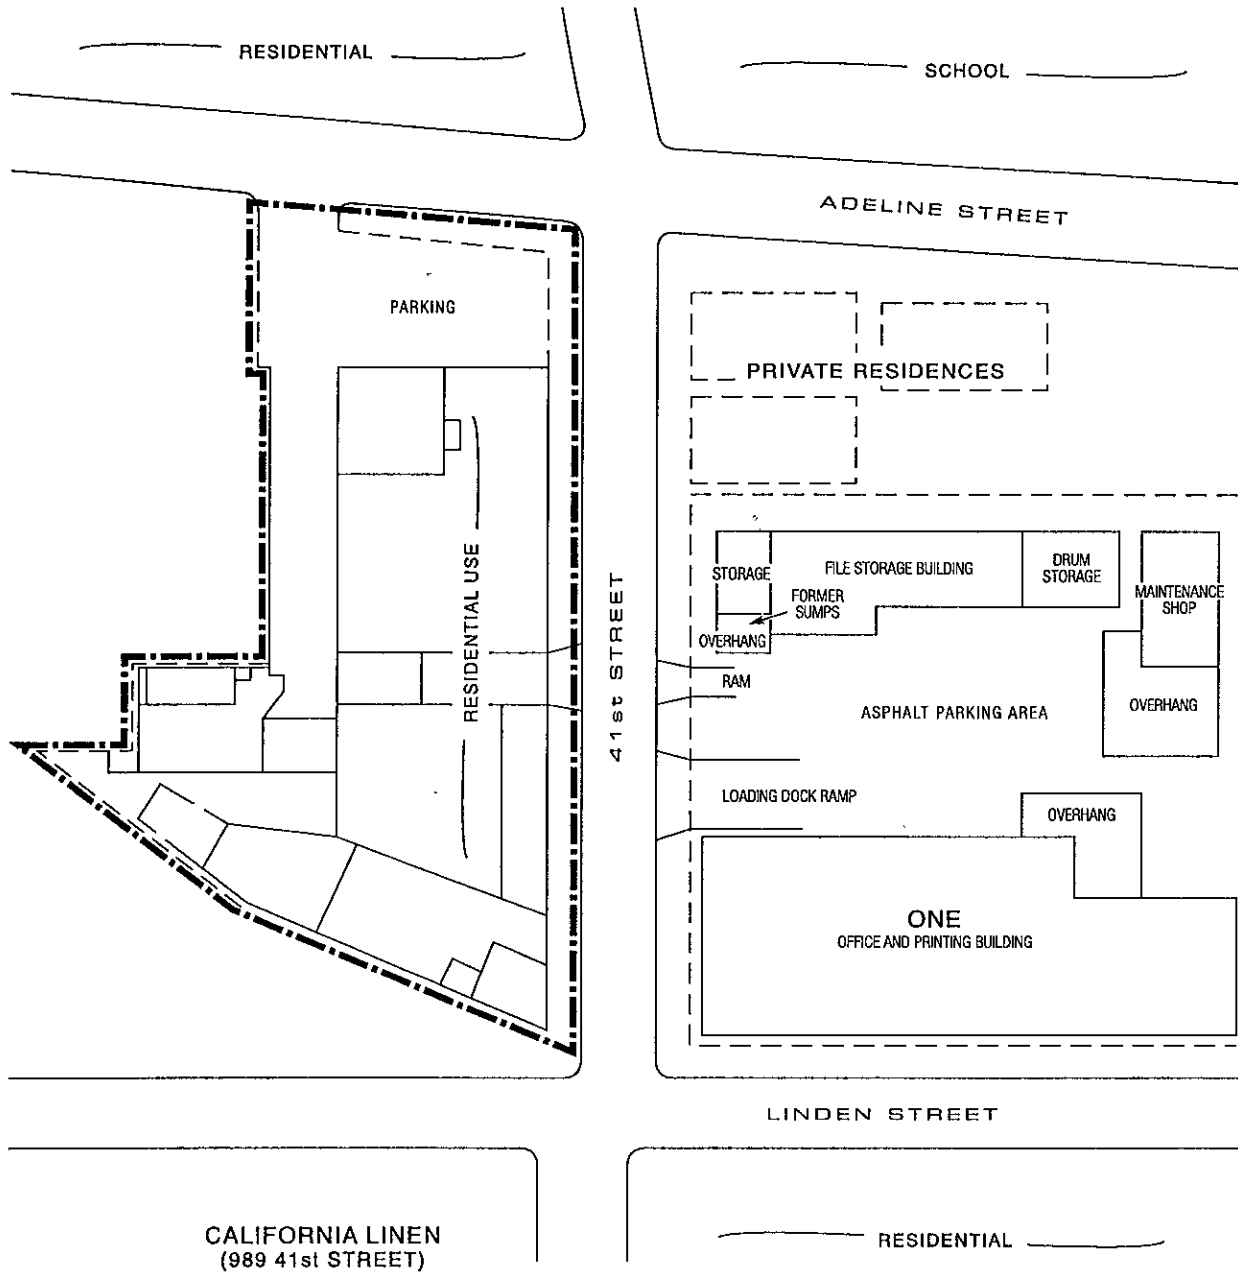 RESIDENTIAL
SCHOOL
ADELINE STREET
PARKING
PRIVATE RESIDENCES
RESIDENTIAL USE
41st STREET
STORAGE
FILE STORAGE BUILDING
DRUM
STORAGE
FORMER
SUMPS
MAINTENANCE
SHOP
OVERHANG
RAM
ASPHALT PARKING AREA
OVERHANG
LOADING DOCK RAMP
OVERHANG
ONE
OFFICE AND PRINTING BUILDING
LINDEN STREET
CALIFORNIA LINEN
(989 41st STREET)
RESIDENTIAL